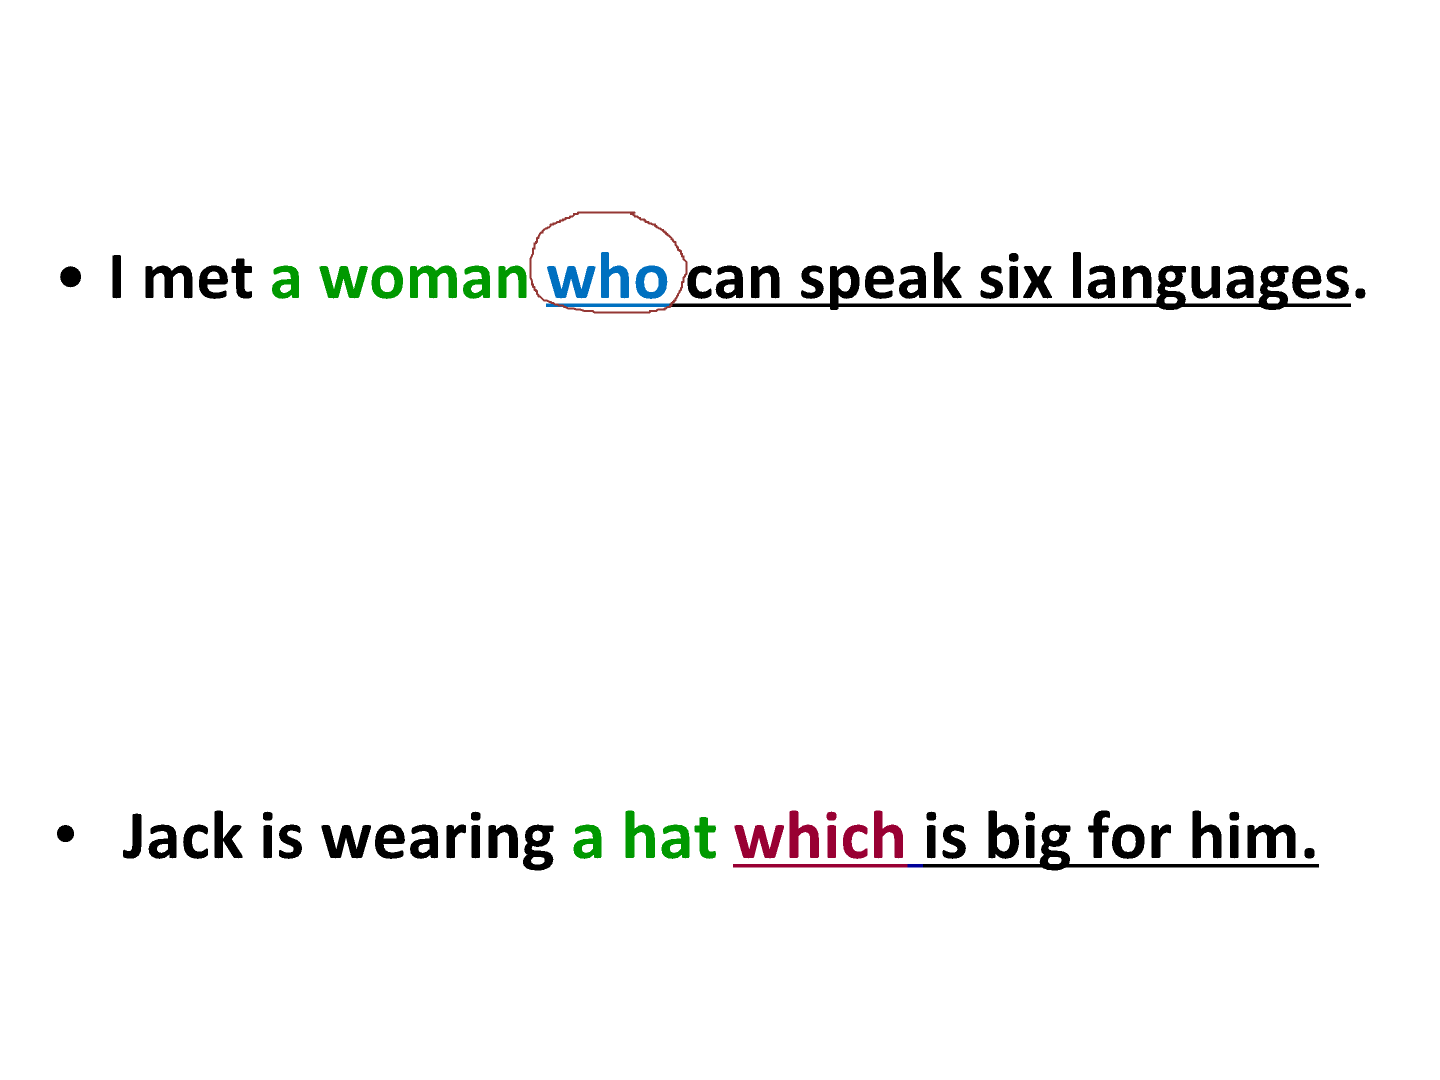 • I met a woman who can speak six languages.
• Jack is wearing a hat which is big for him.